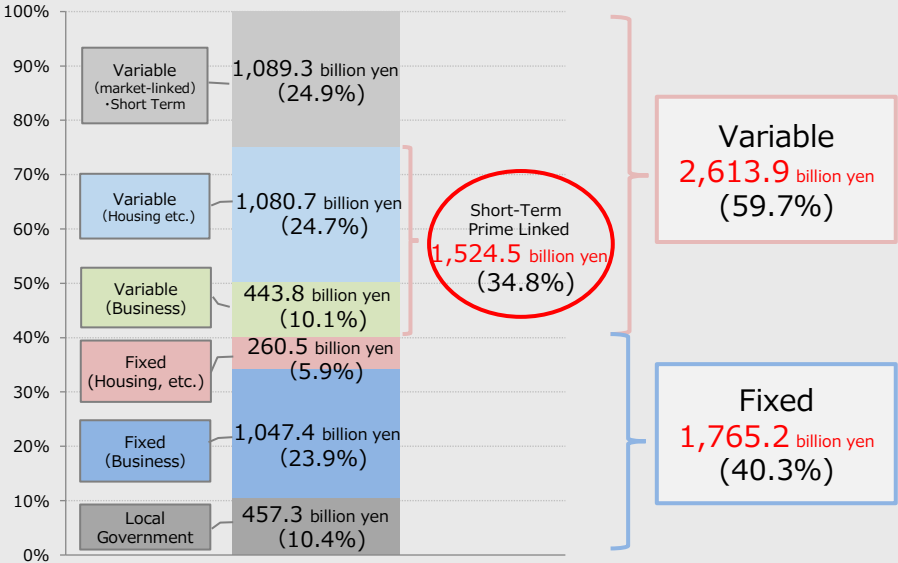 100%
90%
80%
70%
60%
50%
40%
30%
20%
10%
0%
Variable
(market-linked)
・Short Term
1,089.3 billion yen
(24.9%)
Variable
(Housing etc.)
1,080.7 billion yen
(24.7%)
Variable
(Business)
443.8 billion yen
(10.1%)
Fixed
(Housing, etc.)
260.5 billion yen
(5.9%)
Fixed
(Business)
1,047.4 billion yen
(23.9%)
Local
Government
457.3 billion yen
(10.4%)
Short-Term
Prime Linked
1,524.5 billion yen
(34.8%)
Variable
2,613.9 billion yen
(59.7%)
Fixed
1,765.2 billion yen
(40.3%)